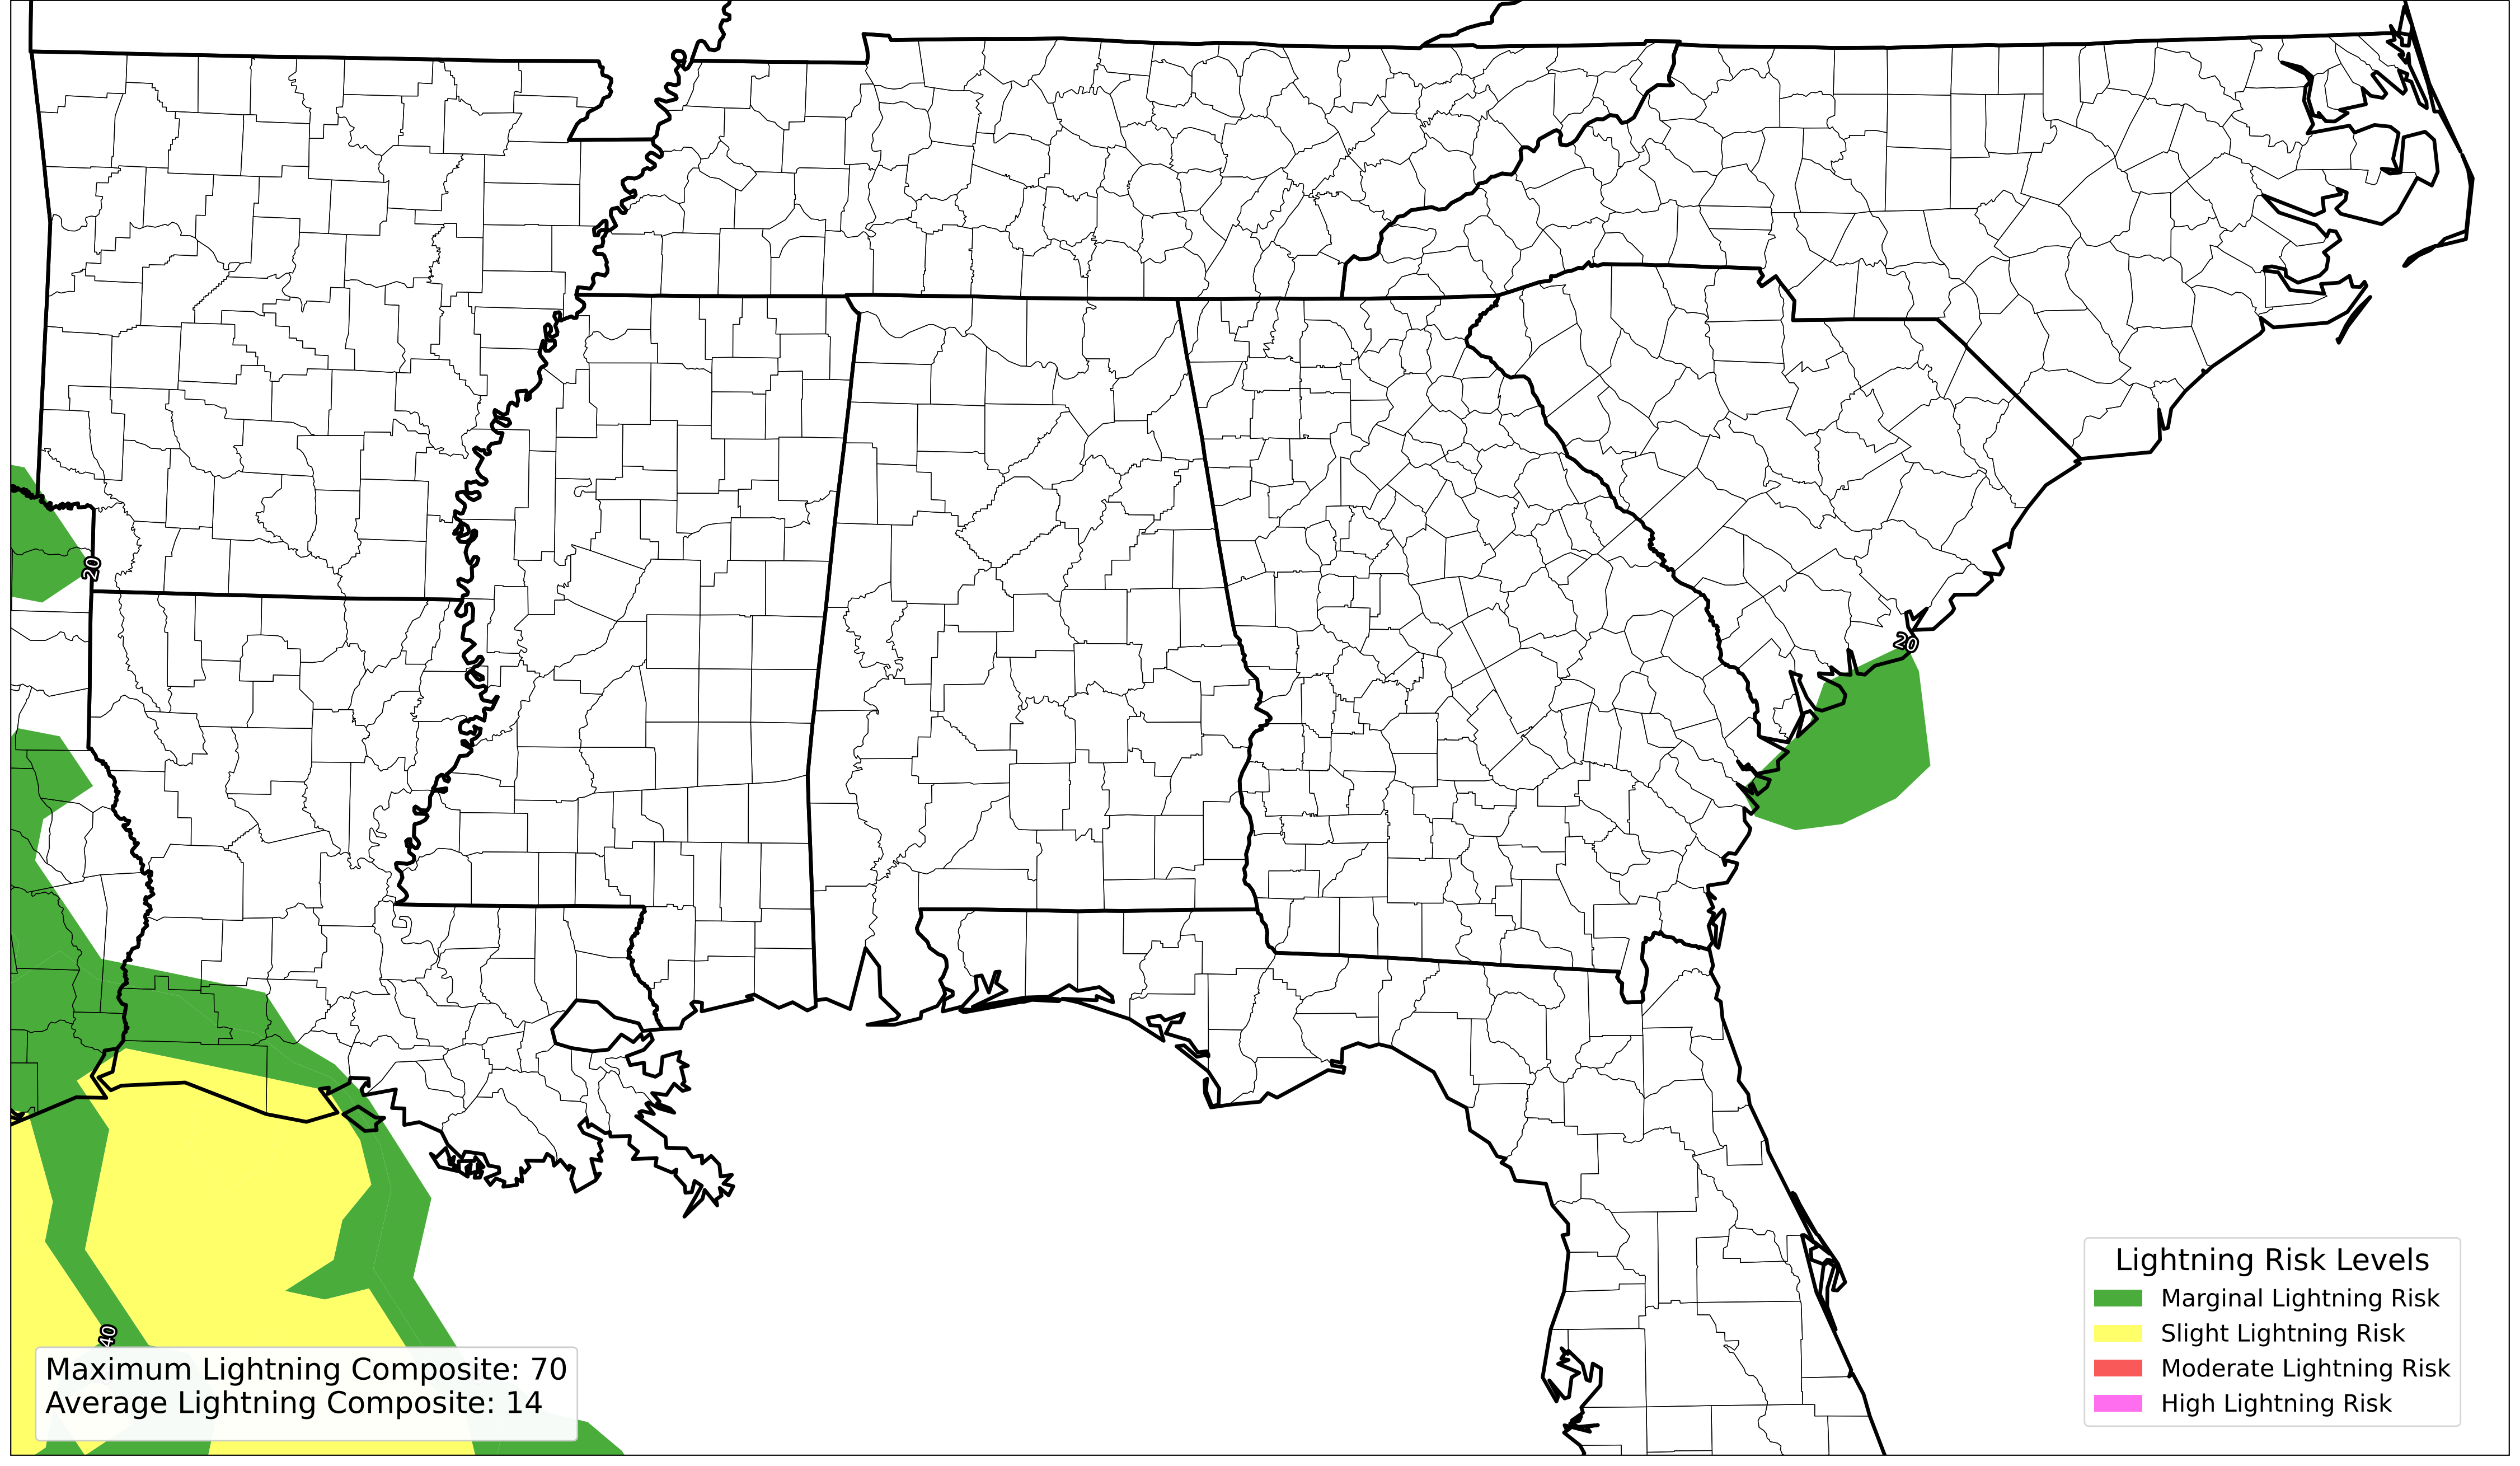 20
20
40
Maximum Lightning Composite: 70
Average Lightning Composite: 14
Lightning Risk Levels
Marginal Lightning Risk
Slight Lightning Risk
Moderate Lightning Risk
High Lightning Risk